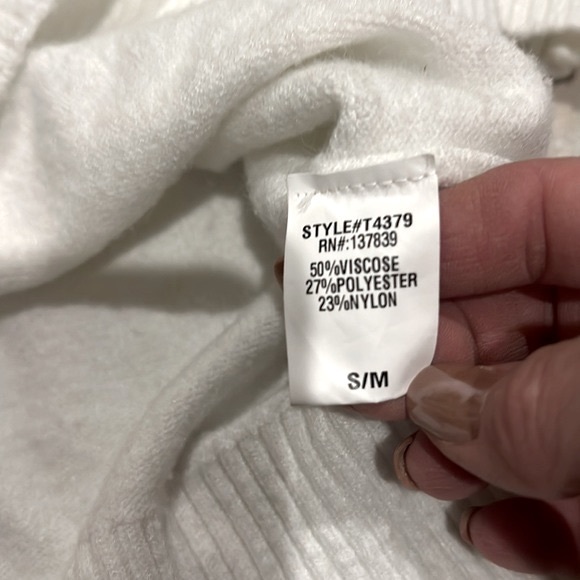 STYLE#T4379
RN#:137839
50%VISCOSE
27%POLYESTER
23%NYLON
S/M